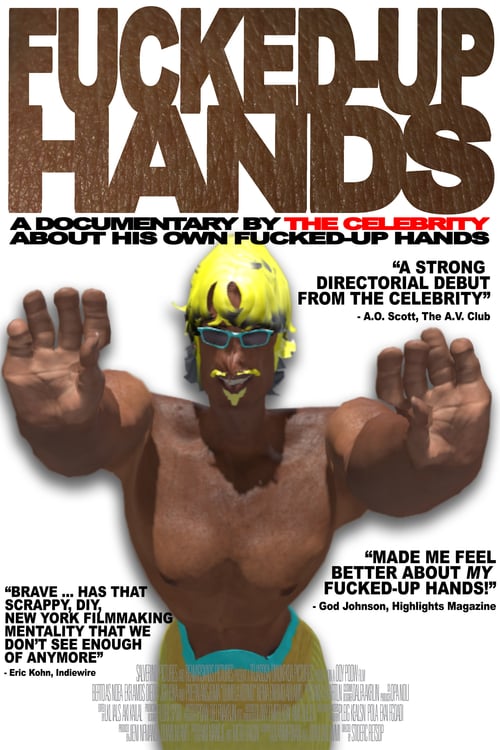 FUCKED-UP
HANDS
A DOCUMENTARY BY THE CELEBRITY
ABOUT HIS OWN FUCKED-UP HANDS
“A STRONG
DIRECTORIAL DEBUT
FROM THE CELEBRITY”
- A.O. Scott, The A.V. Club
“MADE ME FEEL
BETTER ABOUT MY
FUCKED-UP HANDS!”
- God Johnson, Highlights Magazine
“BRAVE ... HAS THAT
SCRAPPY, DIY,
NEW YORK FILMMAKING
MENTALITY THAT WE
DON’T SEE ENOUGH
OF ANYMORE”
- Eric Kohn, Indiewire